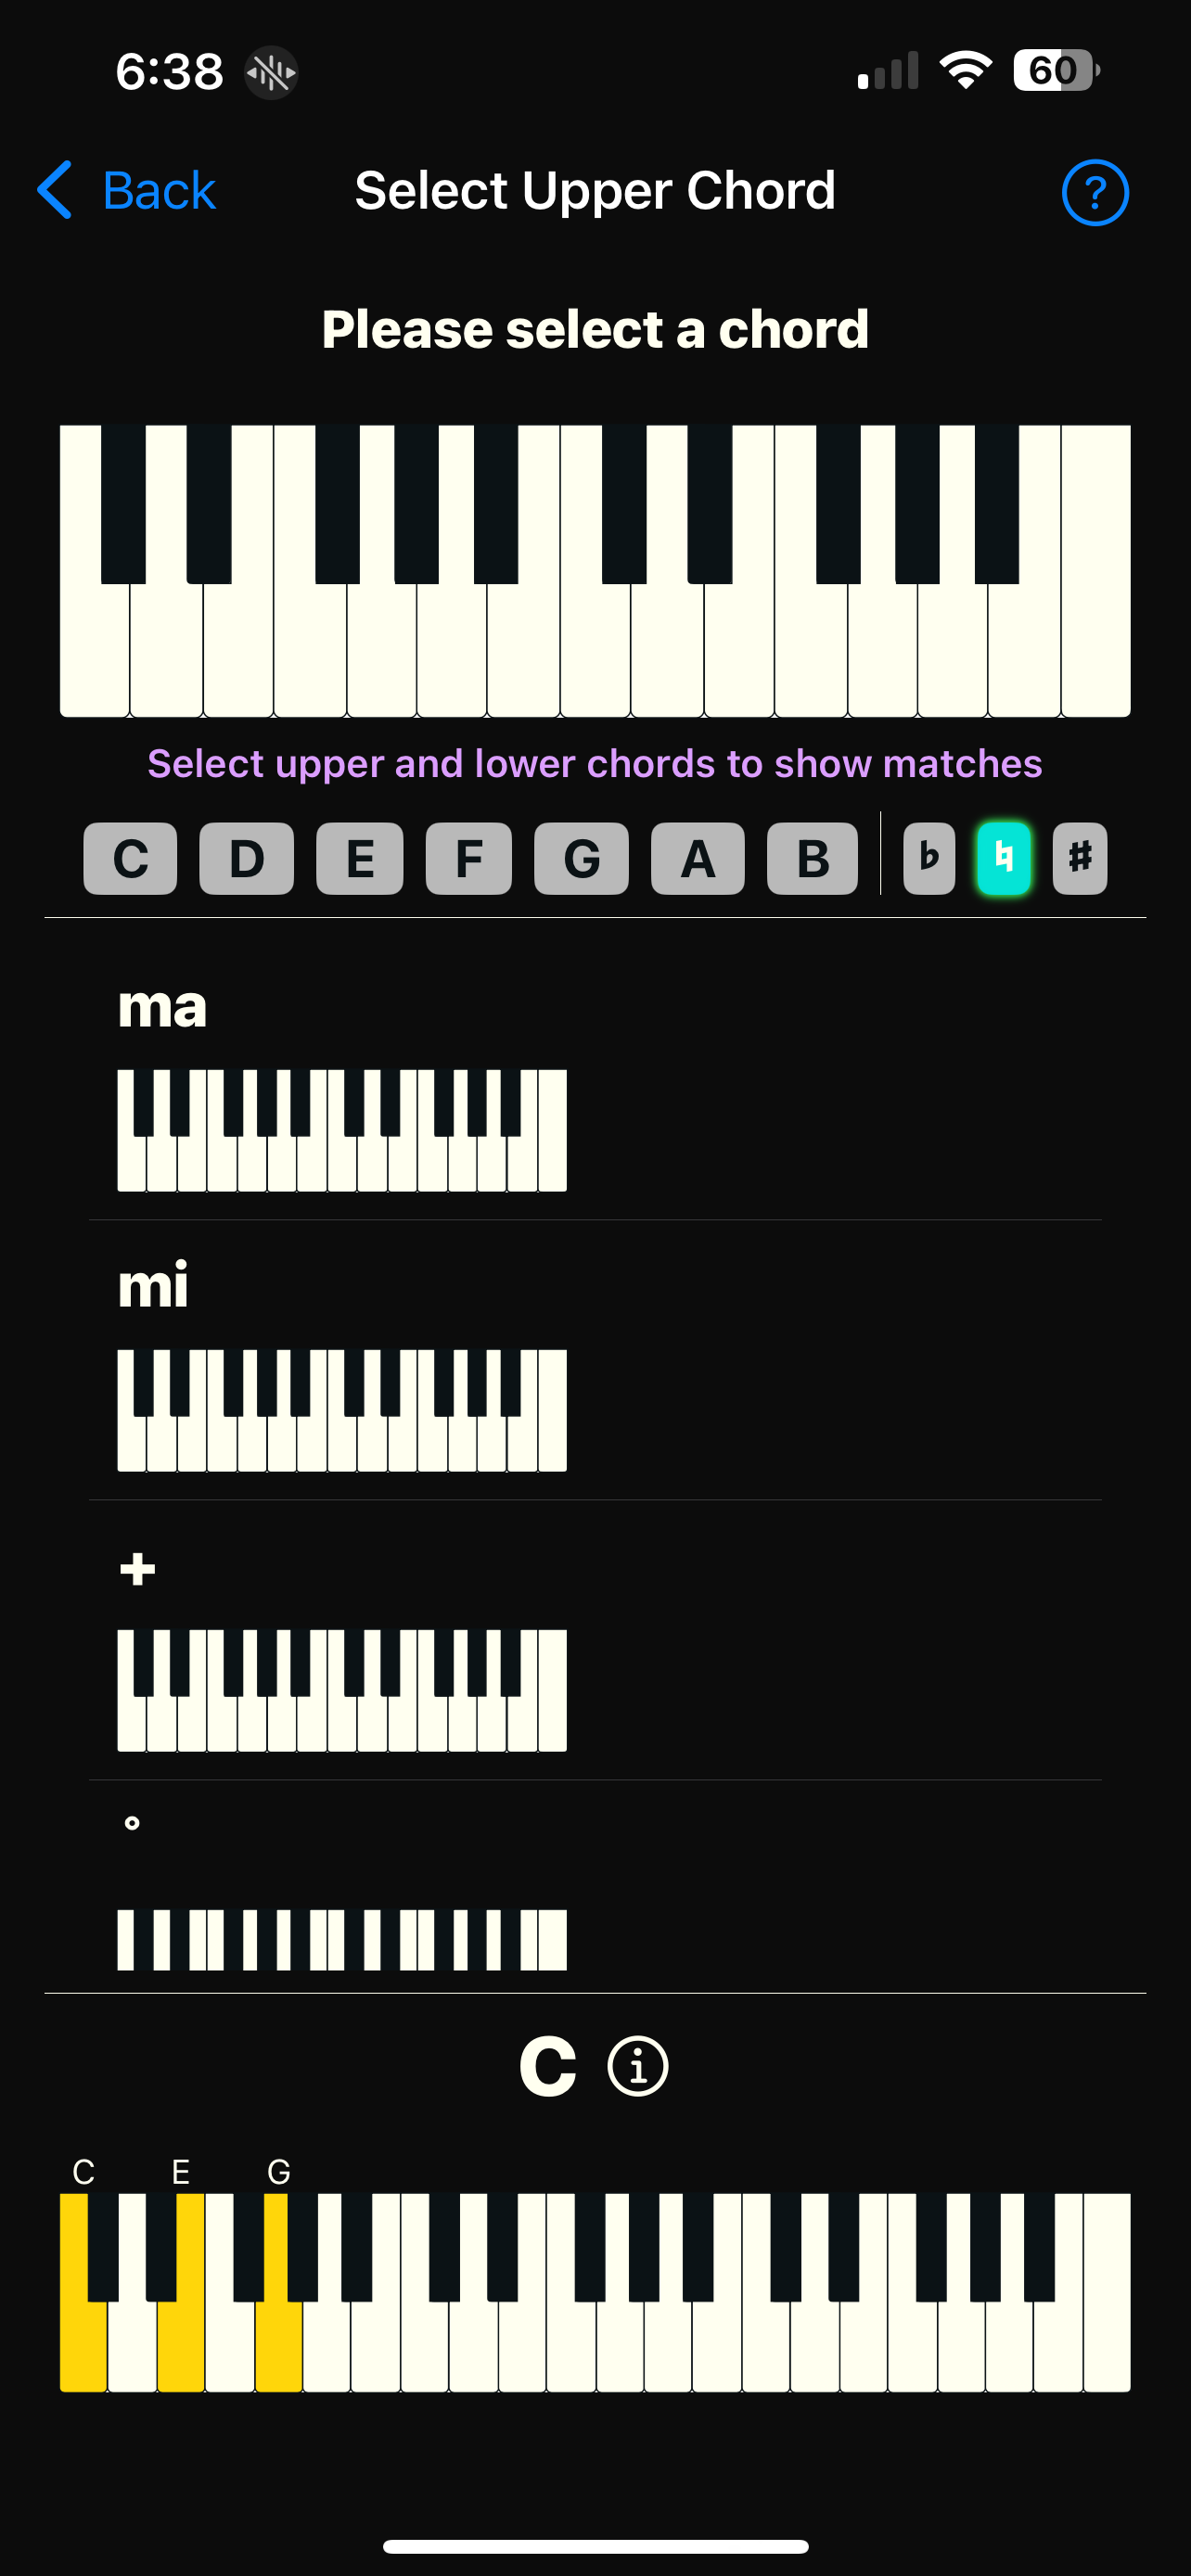 6:38
60
Back
Select Upper Chord
?
Please select a chord
Select upper and lower chords to show matches
C D E F G A B ♭ ♮ ♯
ma
mi
+
°
C i
C E G